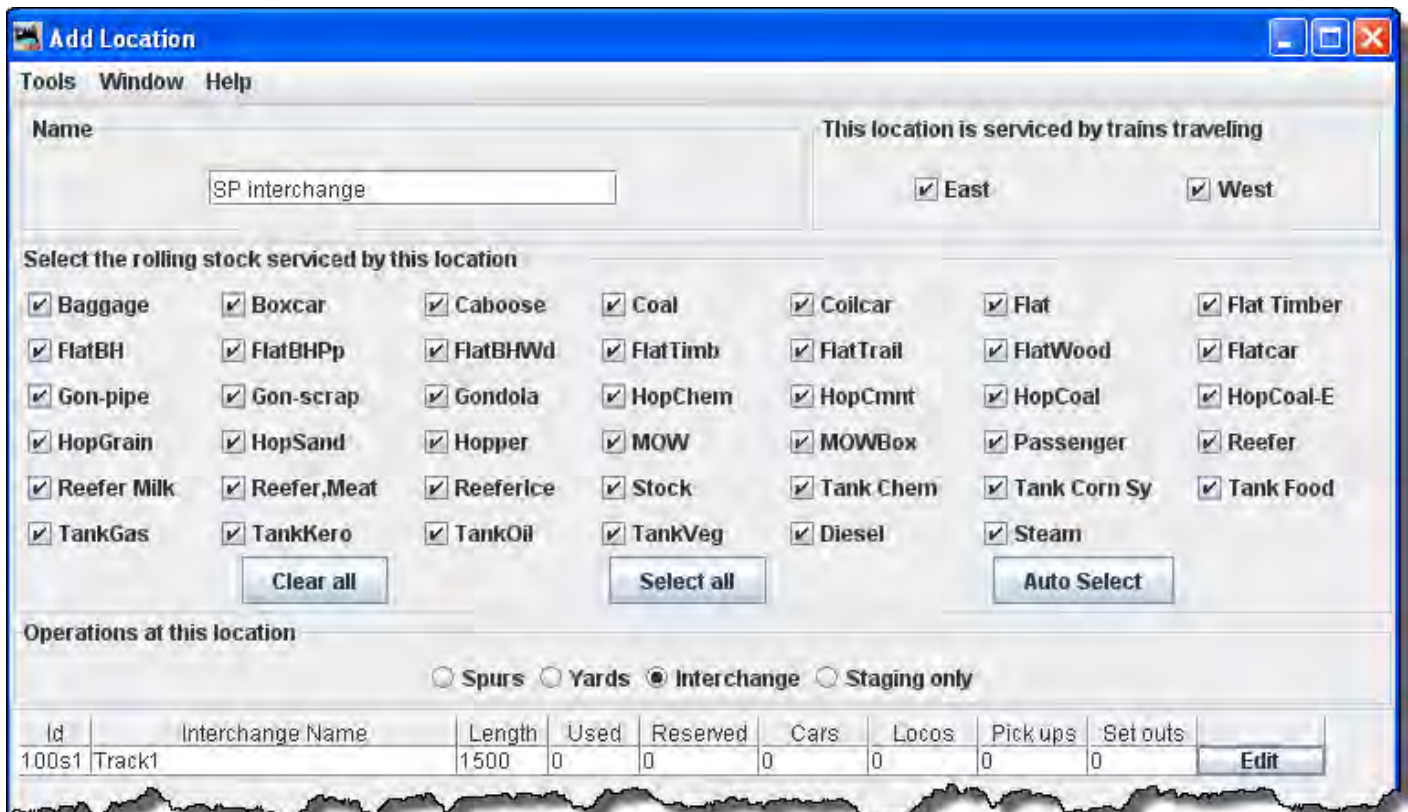 Add Location
Tools Window Help
Name
This location is serviced by trains traveling
SP interchange
East West
Select the rolling stock serviced by this location
Baggage Boxcar Caboose Coal Coilcar Flat Flat Timber
FlatBH FlatBHPp FlatBHWd FlatTimb FlatTrail FlatWood Flatcar
Gon-pipe Gon-scrap Gondola HopChem HopCmnt HopCoal HopCoal-E
HopGrain HopSand Hopper MOW MOWBox Passenger Reefer
Reefer Milk Reefer,Meat ReeferIce Stock Tank Chem Tank Corn Sy Tank Food
TankGas TankKero TankOil TankVeg Diesel Steam
Clear all Select all Auto Select
Operations at this location
Spurs Yards Interchange Staging only
Id Interchange Name Length Used Reserved Cars Locos Pick ups Set outs
100s1 Track1 1500 0 0 0 0 0 0 Edit